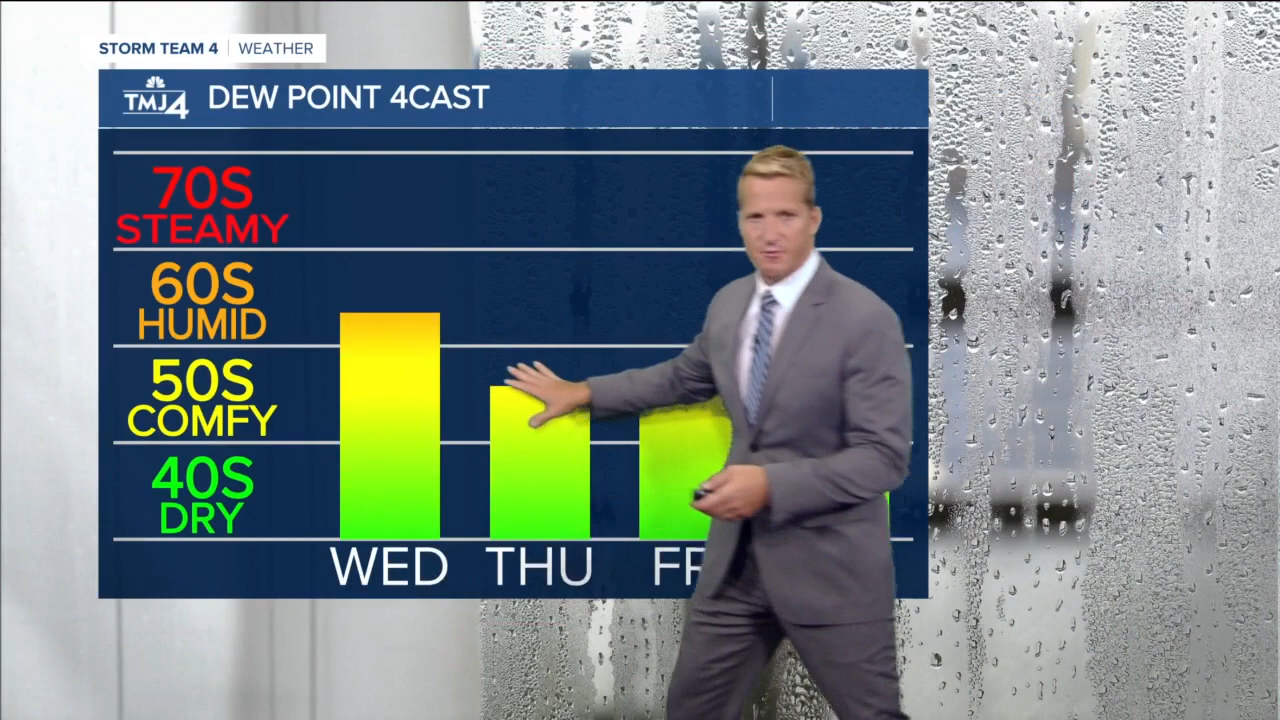 STORM TEAM 4 | WEATHER
TMJ4 DEW POINT 4CAST
70S
STEAMY
60S
HUMID
50S
COMFY
40S
DRY
WED THU